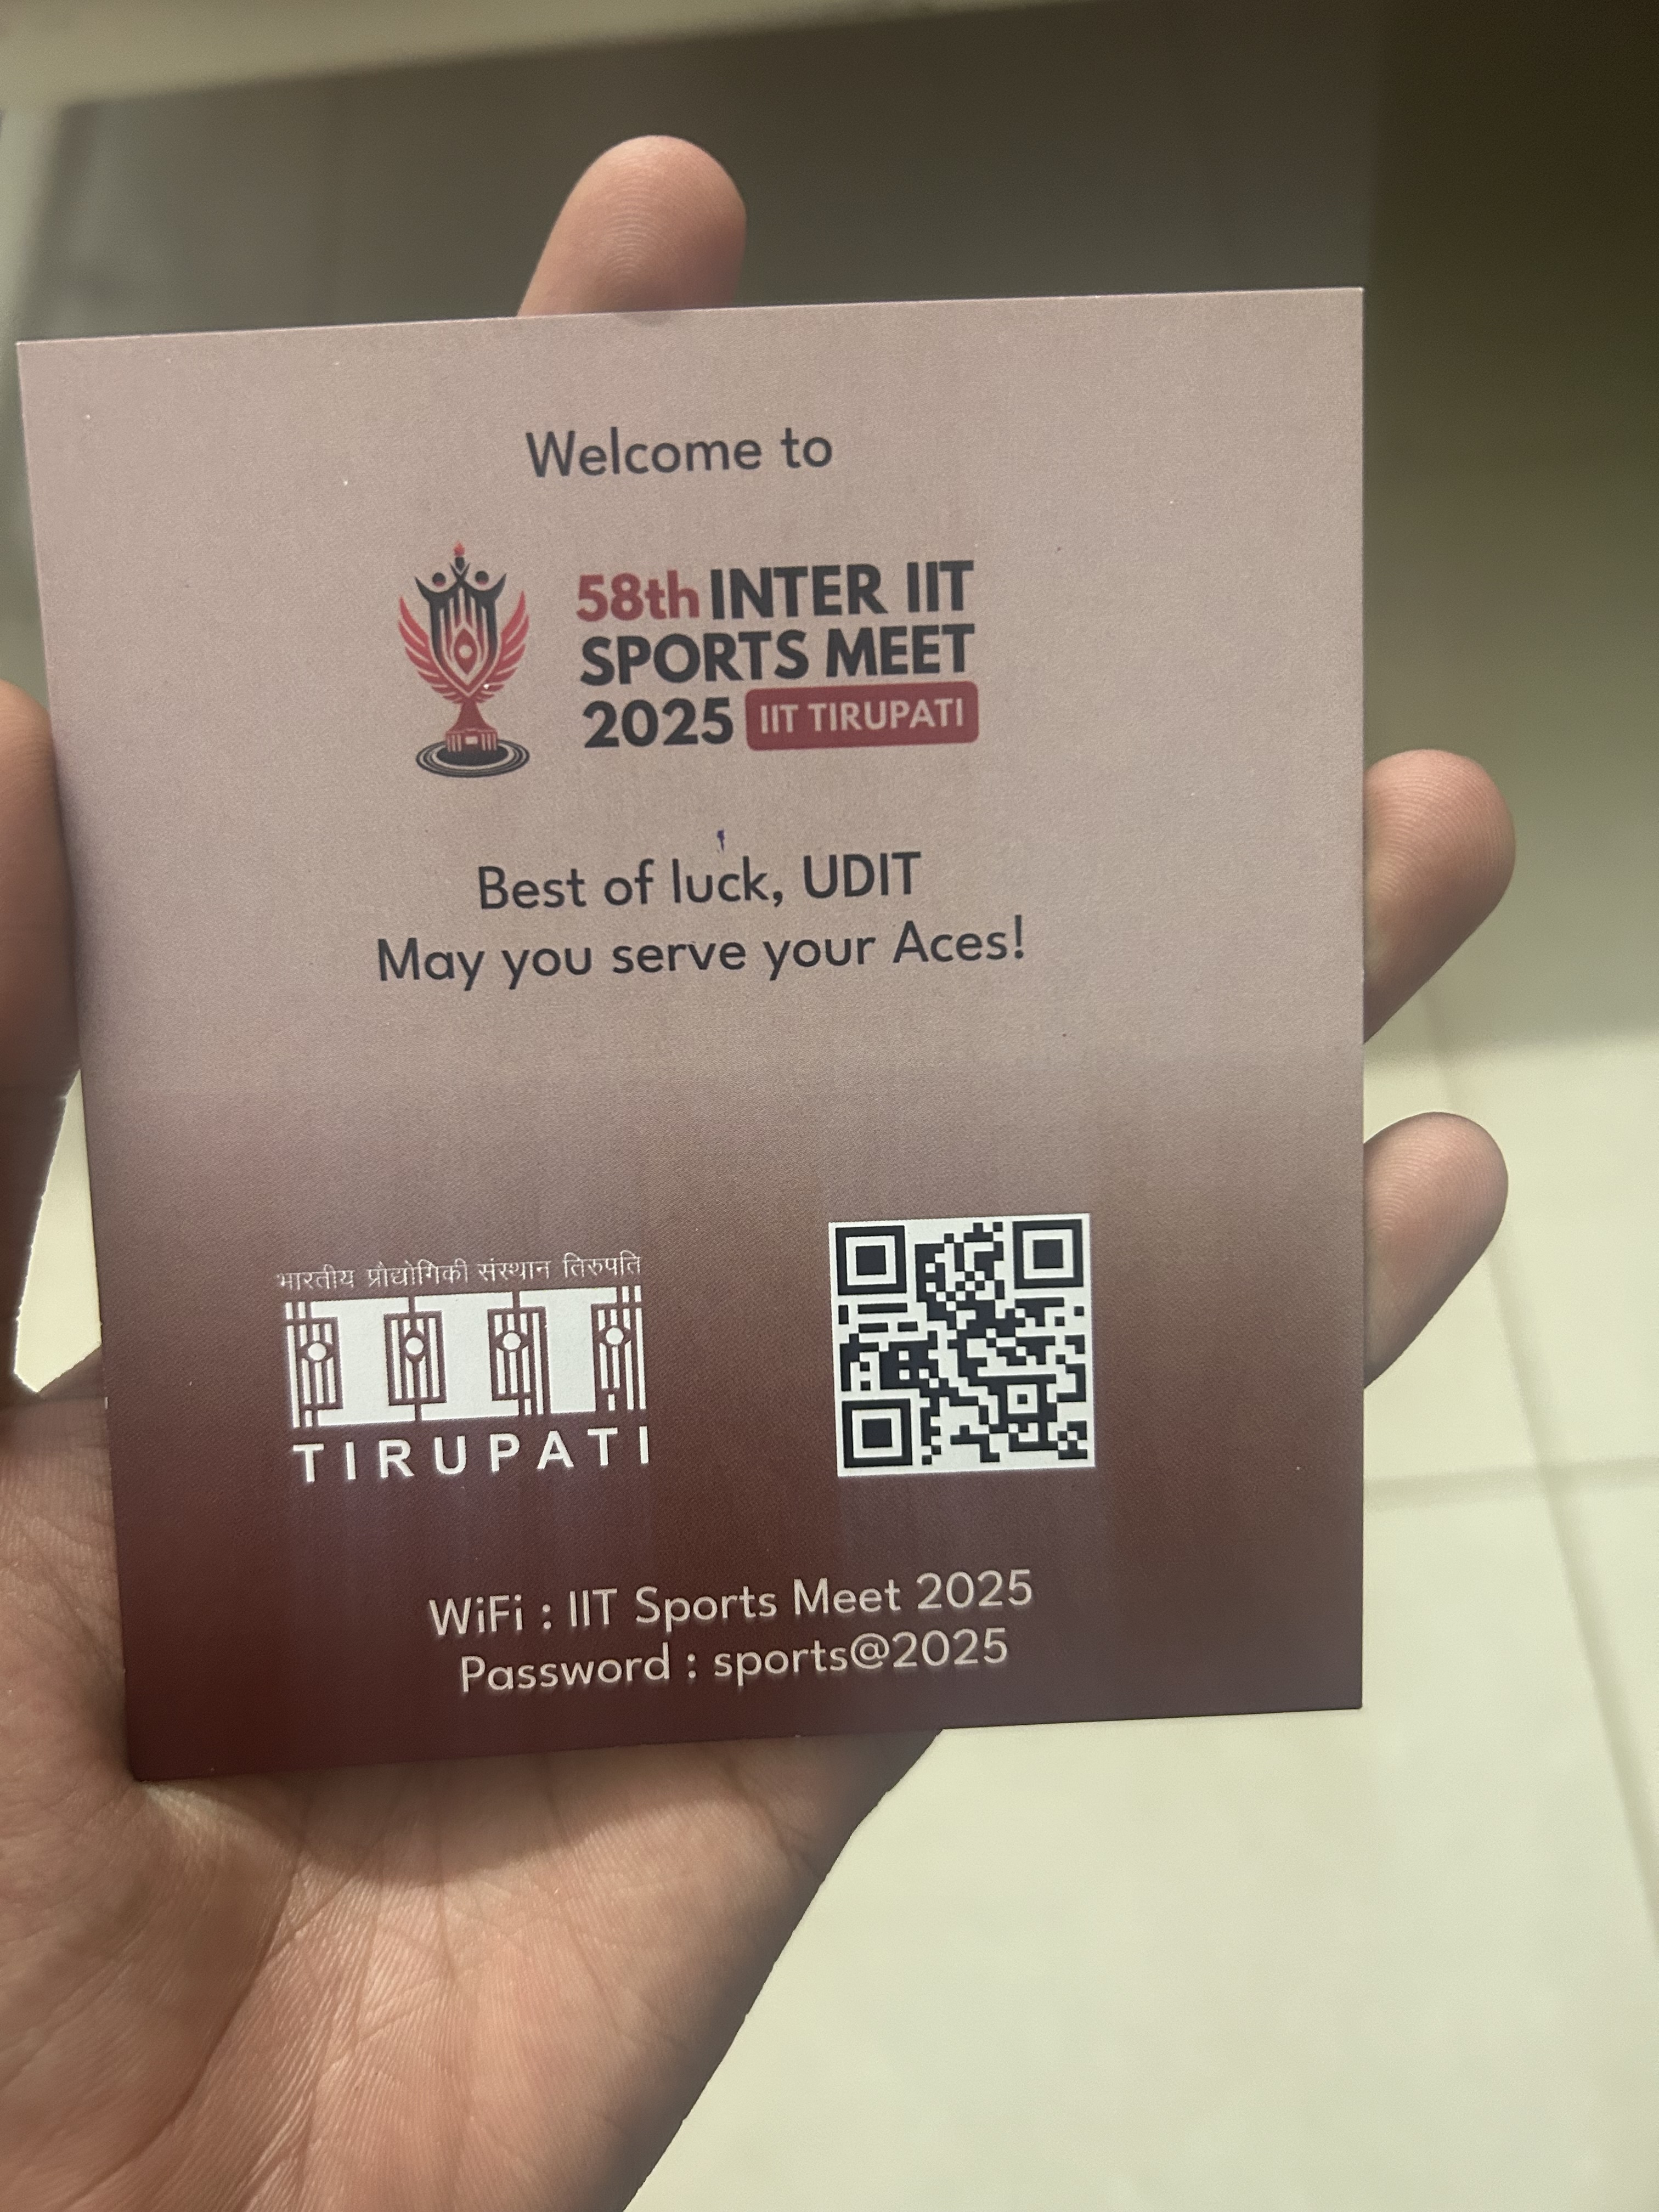 Welcome to
58th INTER IIT
SPORTS MEET
2025 IIT TIRUPATI
Best of luck, UDIT
May you serve your Aces!
भारतीय प्रौद्योगिकी संस्थान तिरुपति
TIRUPATI
WiFi : IIT Sports Meet 2025
Password : sports@2025